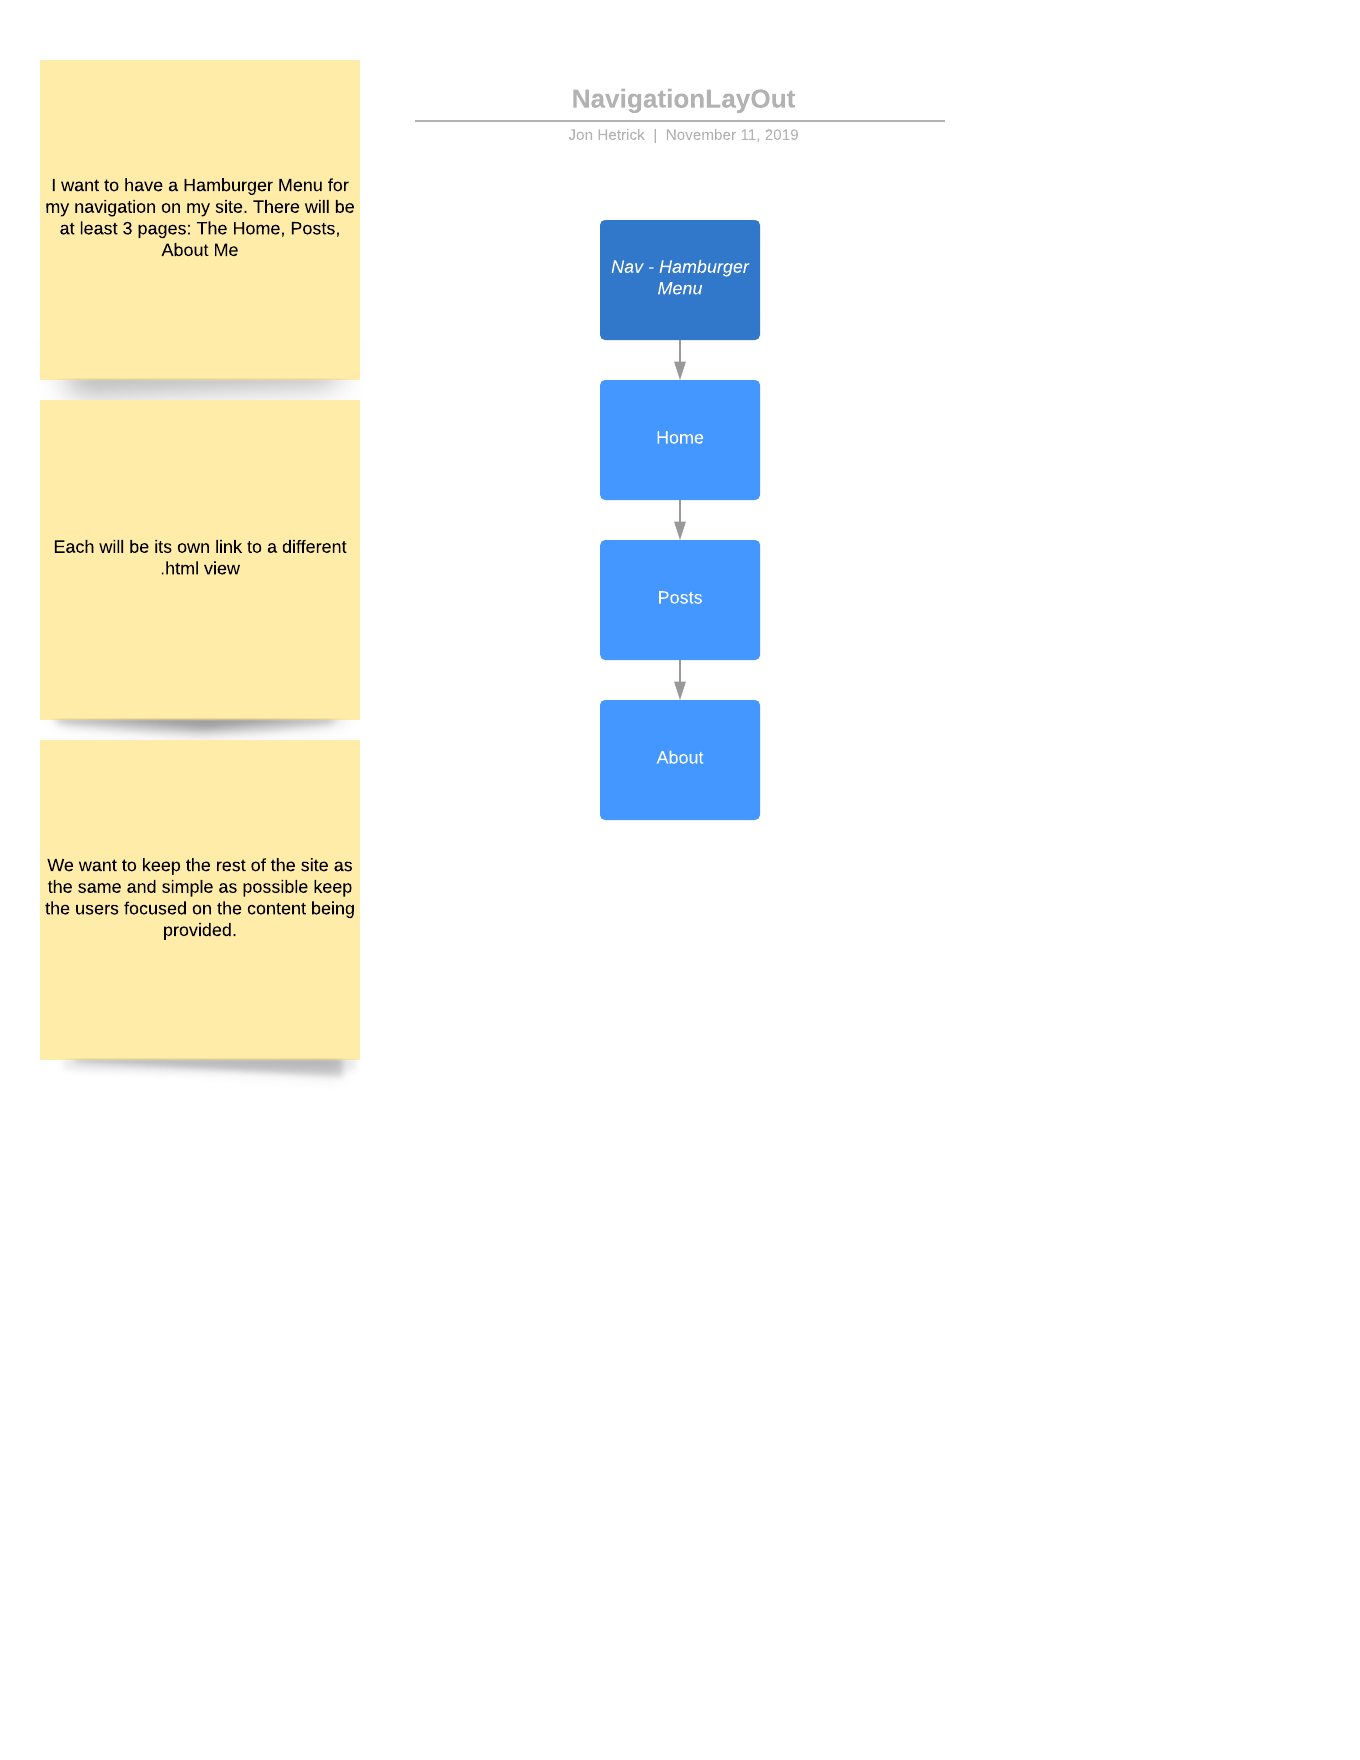 I want to have a Hamburger Menu for
my navigation on my site. There will be
at least 3 pages: The Home, Posts,
About Me
Each will be its own link to a different
.html view
We want to keep the rest of the site as
the same and simple as possible keep
the users focused on the content being
provided.
NavigationLayOut
Jon Hetrick | November 11, 2019
Nav - Hamburger
Menu
Home
Posts
About